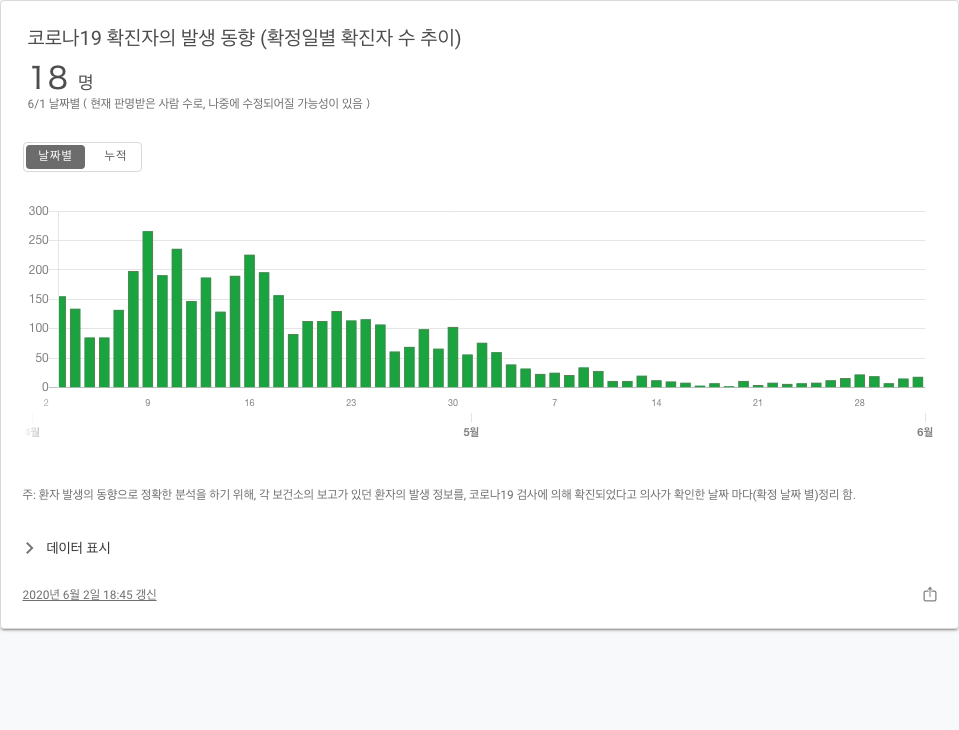 코로나19 확진자의 발생 동향 (확정일별 확진자 수 추이)
18 명
6/1 날짜별 ( 현재 판명받은 사람 수로, 나중에 수정되어질 가능성이 있음 )
날짜별 누적
300
250
200
150
100
50
0
2 9 16 23 30 7 14 21 28
4월 5월 6월
주: 환자 발생의 동향으로 정확한 분석을 하기 위해, 각 보건소의 보고가 있던 환자의 발생 정보를, 코로나19 검사에 의해 확진되었다고 의사가 확인한 날짜 마다(확정 날짜 별)정리 함.
데이터 표시
2020년 6월 2일 18:45 갱신